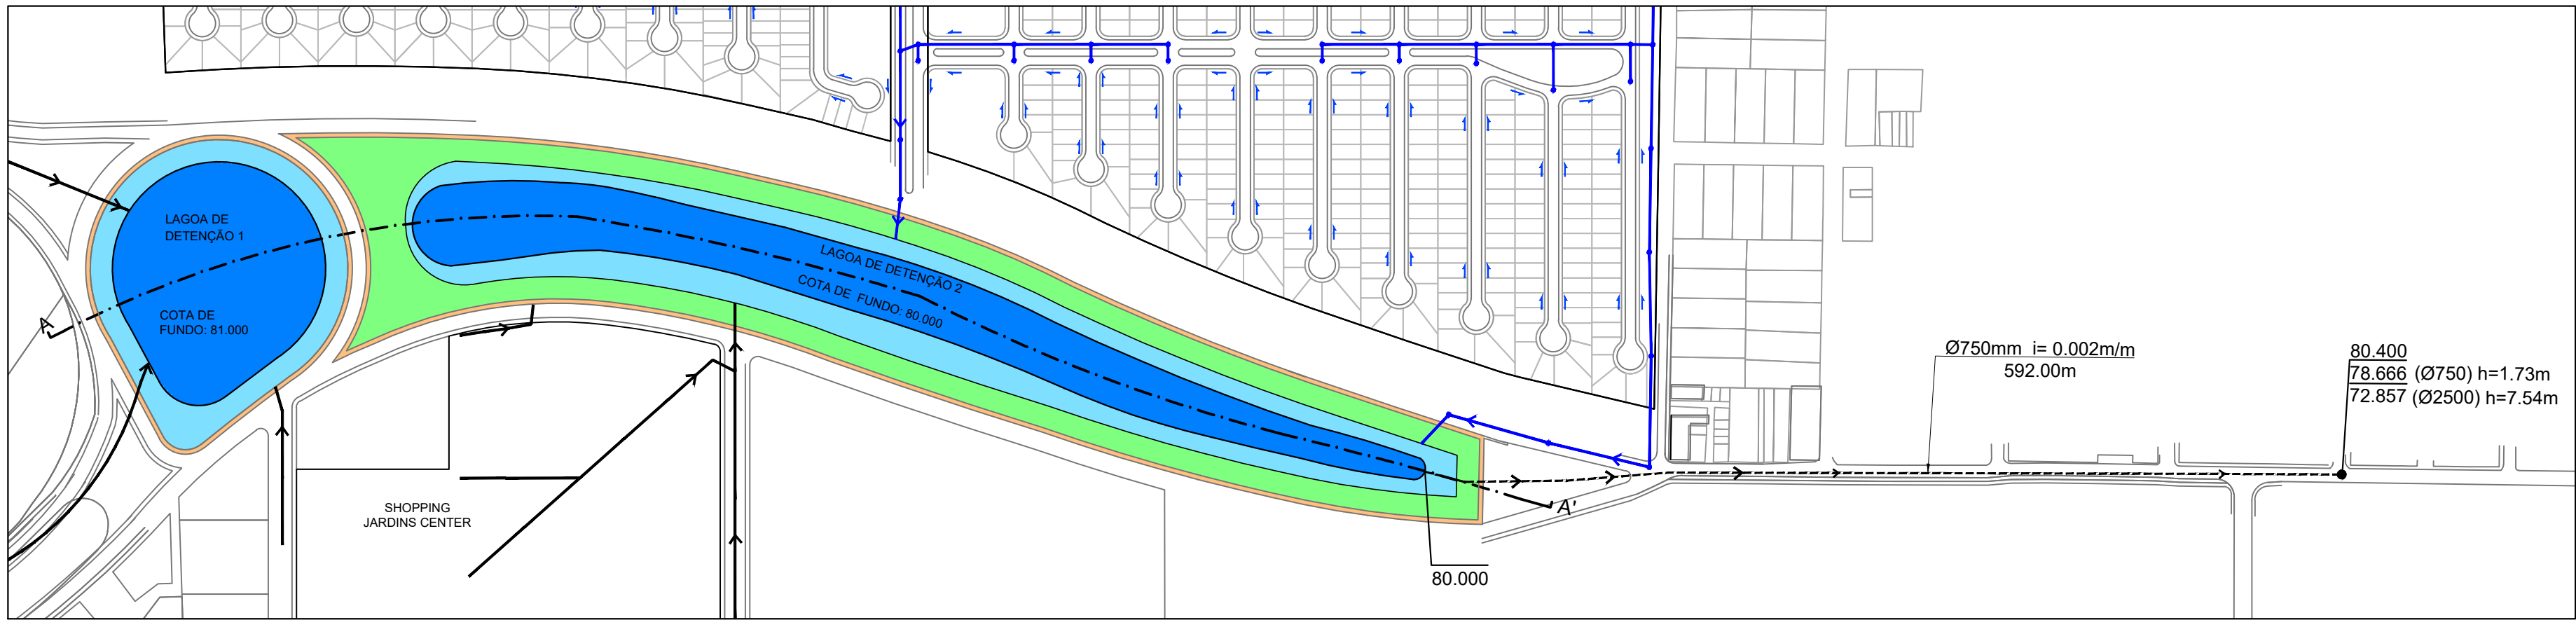 LAGOA DE
DETENÇÃO 1
COTA DE
FUNDO: 81.000
A
LAGOA DE DETENÇÃO 2
COTA DE FUNDO: 80.000
SHOPPING
JARDINS CENTER
A'
80.000
Ø750mm i= 0.002m/m
592.00m
80.400
78.666 (Ø750) h=1.73m
72.857 (Ø2500) h=7.54m